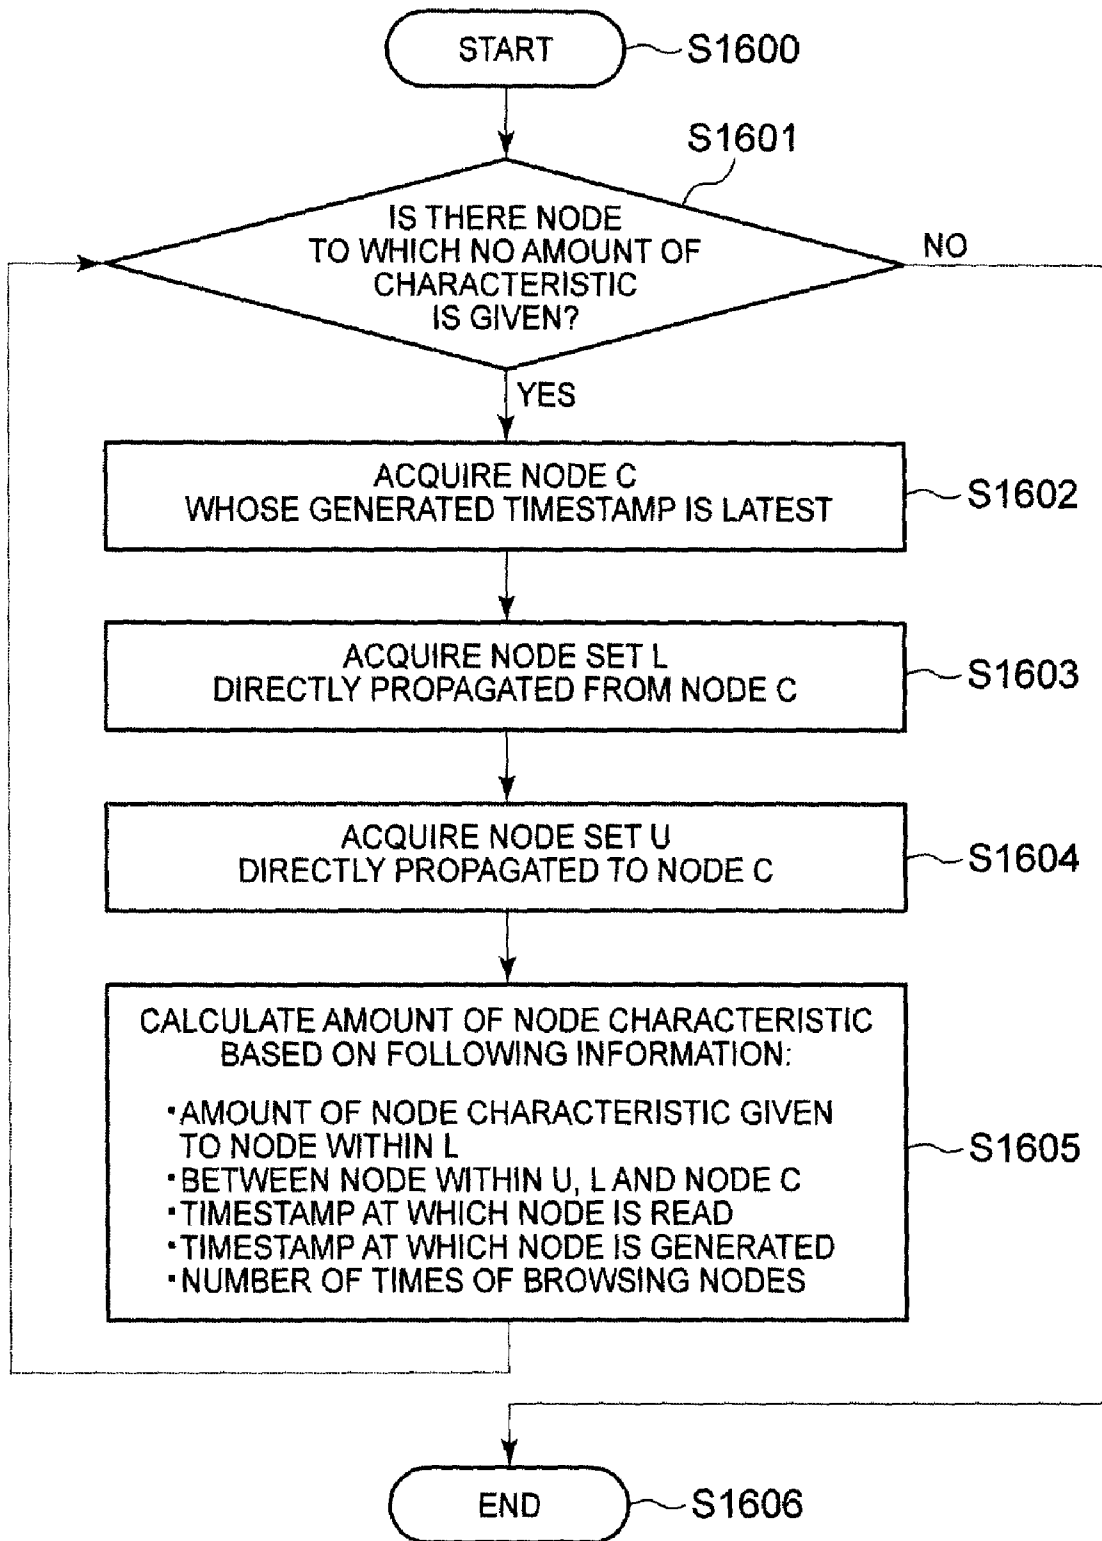 START
S1600
S1601
IS THERE NODE
TO WHICH NO AMOUNT OF
CHARACTERISTIC
IS GIVEN?
NO
YES
ACQUIRE NODE C
WHOSE GENERATED TIMESTAMP IS LATEST
S1602
ACQUIRE NODE SET L
DIRECTLY PROPAGATED FROM NODE C
S1603
ACQUIRE NODE SET U
DIRECTLY PROPAGATED TO NODE C
S1604
CALCULATE AMOUNT OF NODE CHARACTERISTIC
BASED ON FOLLOWING INFORMATION:
・AMOUNT OF NODE CHARACTERISTIC GIVEN
TO NODE WITHIN L
・BETWEEN NODE WITHIN U, L AND NODE C
・TIMESTAMP AT WHICH NODE IS READ
・TIMESTAMP AT WHICH NODE IS GENERATED
・NUMBER OF TIMES OF BROWSING NODES
S1605
END
S1606